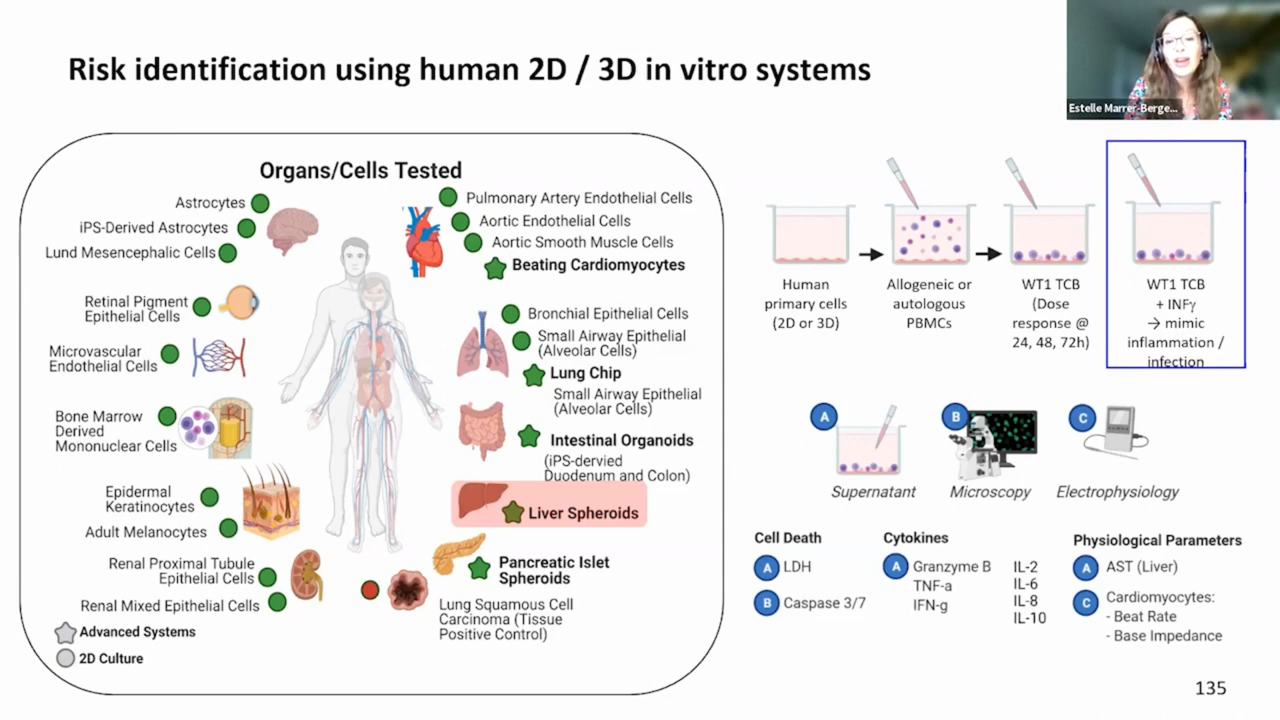 Risk identification using human 2D / 3D in vitro systems
Estelle Marrer-Berge...
Organs/Cells Tested
Astrocytes
iPS-Derived Astrocytes
Lund Mesencephalic Cells
Retinal Pigment
Epithelial Cells
Microvascular
Endothelial Cells
Bone Marrow
Derived
Mononuclear Cells
Epidermal
Keratinocytes
Adult Melanocytes
Renal Proximal Tubule
Epithelial Cells
Renal Mixed Epithelial Cells
Advanced Systems
2D Culture
Pulmonary Artery Endothelial Cells
Aortic Endothelial Cells
Aortic Smooth Muscle Cells
Beating Cardiomyocytes
Bronchial Epithelial Cells
Small Airway Epithelial
(Alveolar Cells)
Lung Chip
Small Airway Epithelial
(Alveolar Cells)
Intestinal Organoids
(iPS-dervied
Duodenum and Colon)
Liver Spheroids
Pancreatic Islet
Spheroids
Lung Squamous Cell
Carcinoma (Tissue
Positive Control)
Human
primary cells
(2D or 3D)
Allogeneic or
autologous
PBMCs
WT1 TCB
(Dose
response @
24, 48, 72h)
WT1 TCB
+ INFγ
→ mimic
inflammation /
infection
A
Supernatant
B
Microscopy
C
Electrophysiology
Cell Death
A LDH
B Caspase 3/7
Cytokines
A Granzyme B
TNF-a
IFN-g
IL-2
IL-6
IL-8
IL-10
Physiological Parameters
A AST (Liver)
C Cardiomyocytes:
- Beat Rate
- Base Impedance
135